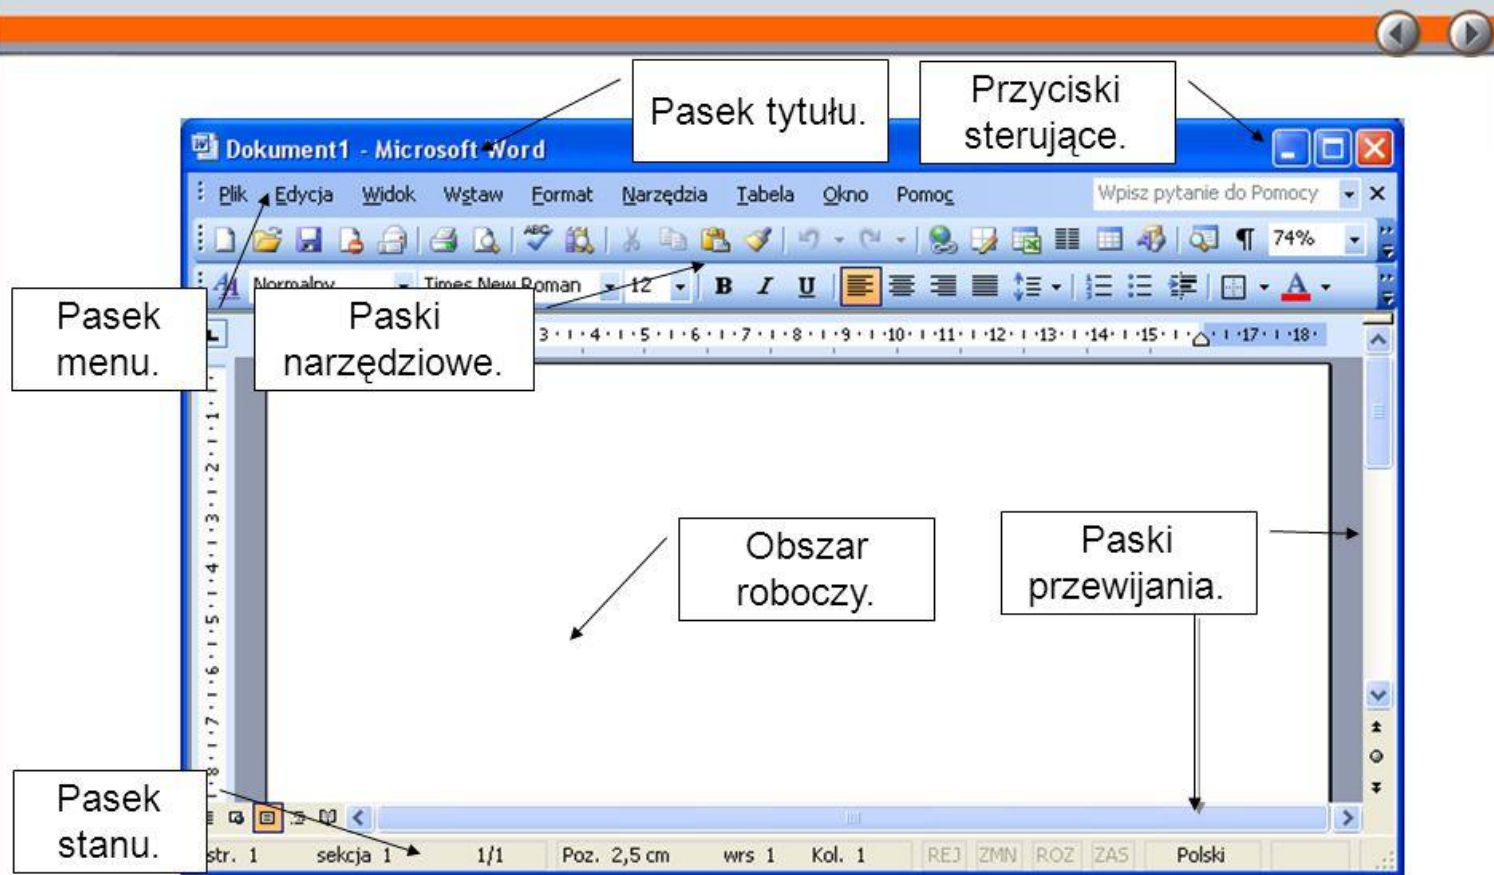 Pasek tytułu.
Przyciski
sterujące.
Dokument1 - Microsoft Word
Plik Edycja Widok Wstaw Format Narzędzia Tabela Okno Pomoc Wpisz pytanie do Pomocy
74%
Normalny Times New Roman 12 B I U
Pasek
menu.
Paski
narzędziowe.
3 4 5 6 7 8 9 10 11 12 13 14 15 17 18
1
2
3
4
5
6
7
8
Obszar
roboczy.
Paski
przewijania.
Pasek
stanu.
str. 1 sekcja 1 1/1 Poz. 2,5 cm wrs 1 Kol. 1 REJ ZMN ROZ ZAS Polski